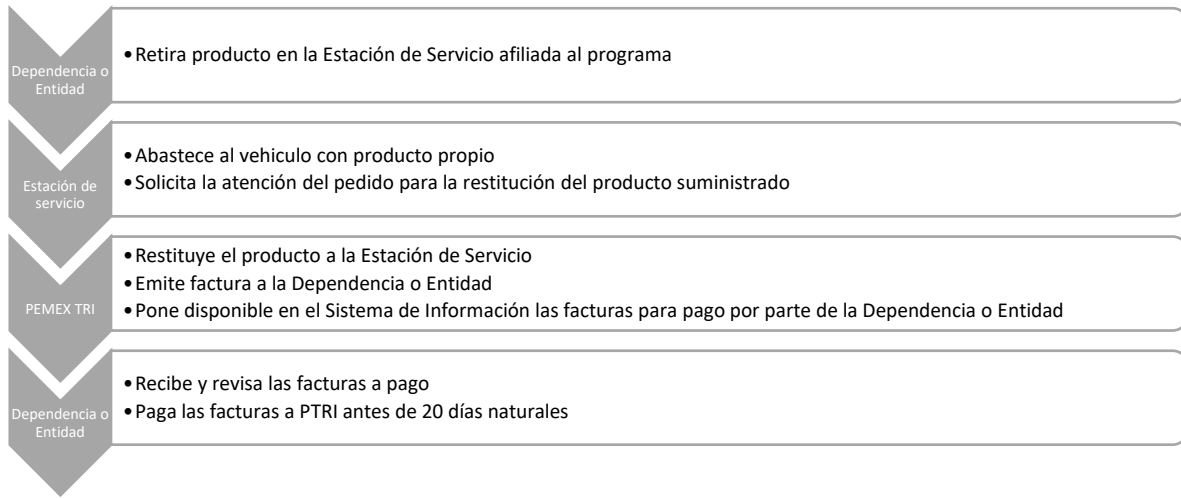 Dependencia o
Entidad
•Retira producto en la Estación de Servicio afiliada al programa
Estación de
servicio
•Abastece al vehiculo con producto propio
•Solicita la atención del pedido para la restitución del producto suministrado
PEMEX TRI
•Restituye el producto a la Estación de Servicio
•Emite factura a la Dependencia o Entidad
•Pone disponible en el Sistema de Información las facturas para pago por parte de la Dependencia o Entidad
Dependencia o
Entidad
•Recibe y revisa las facturas a pago
•Paga las facturas a PTRI antes de 20 días naturales